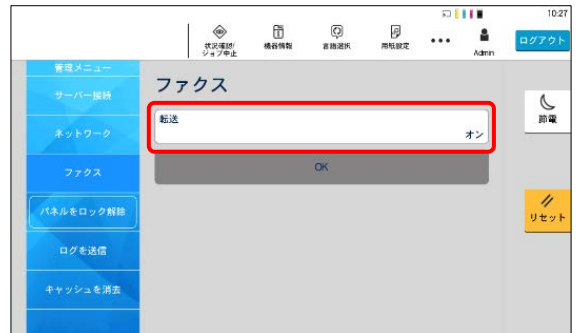 10:27
状況確認/
ジョブ中止
機器情報
言語選択
用紙設定
Admin
ログアウト
管理メニュー
サーバー接続
ネットワーク
ファクス
パネルをロック解除
ログを送信
キャッシュを消去
ファクス
転送
オン
OK
節電
リセット